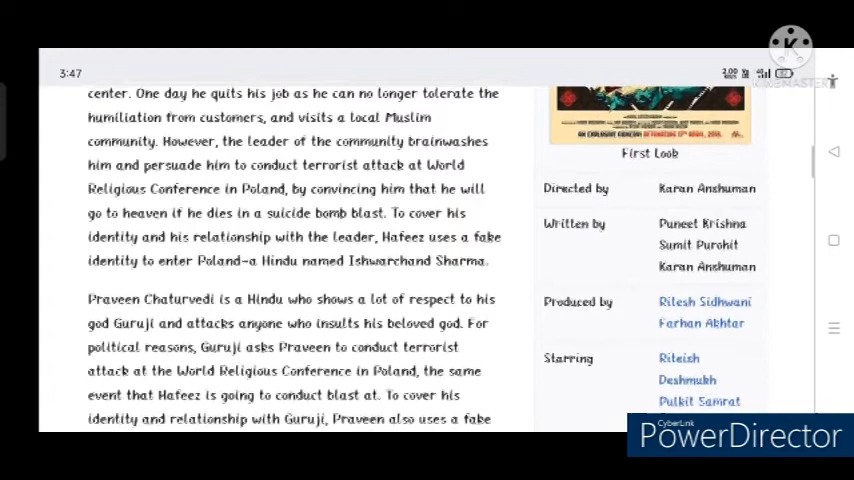 3:47
center. One day he quits his job as he can no longer tolerate the
humiliation from customers, and visits a local Muslim
community. However, the leader of the community brainwashes
him and persuade him to conduct terrorist attack at World
Religious Conference in Poland, by convincing him that he will
go to heaven if he dies in a suicide bomb blast. To cover his
identity and his relationship with the leader, Hafeez uses a fake
identity to enter Poland-a Hindu named Ishwarchand Sharma.
Praveen Chaturvedi is a Hindu who shows a lot of respect to his
god Guruji and attacks anyone who insults his beloved god. For
political reasons, Guruji asks Praveen to conduct terrorist
attack at the World Religious Conference in Poland, the same
event that Hafeez is going to conduct blast at. To cover his
identity and relationship with Guruji, Praveen also uses a fake
First Look
Directed by
Karan Anshuman
Written by
Puneet Krishna
Sumit Purohit
Karan Anshuman
Produced by
Ritesh Sidhwani
Farhan Akhtar
Starring
Riteish
Deshmukh
Pulkit Samrat
K
KINEMASTER
CyberLink
PowerDirector